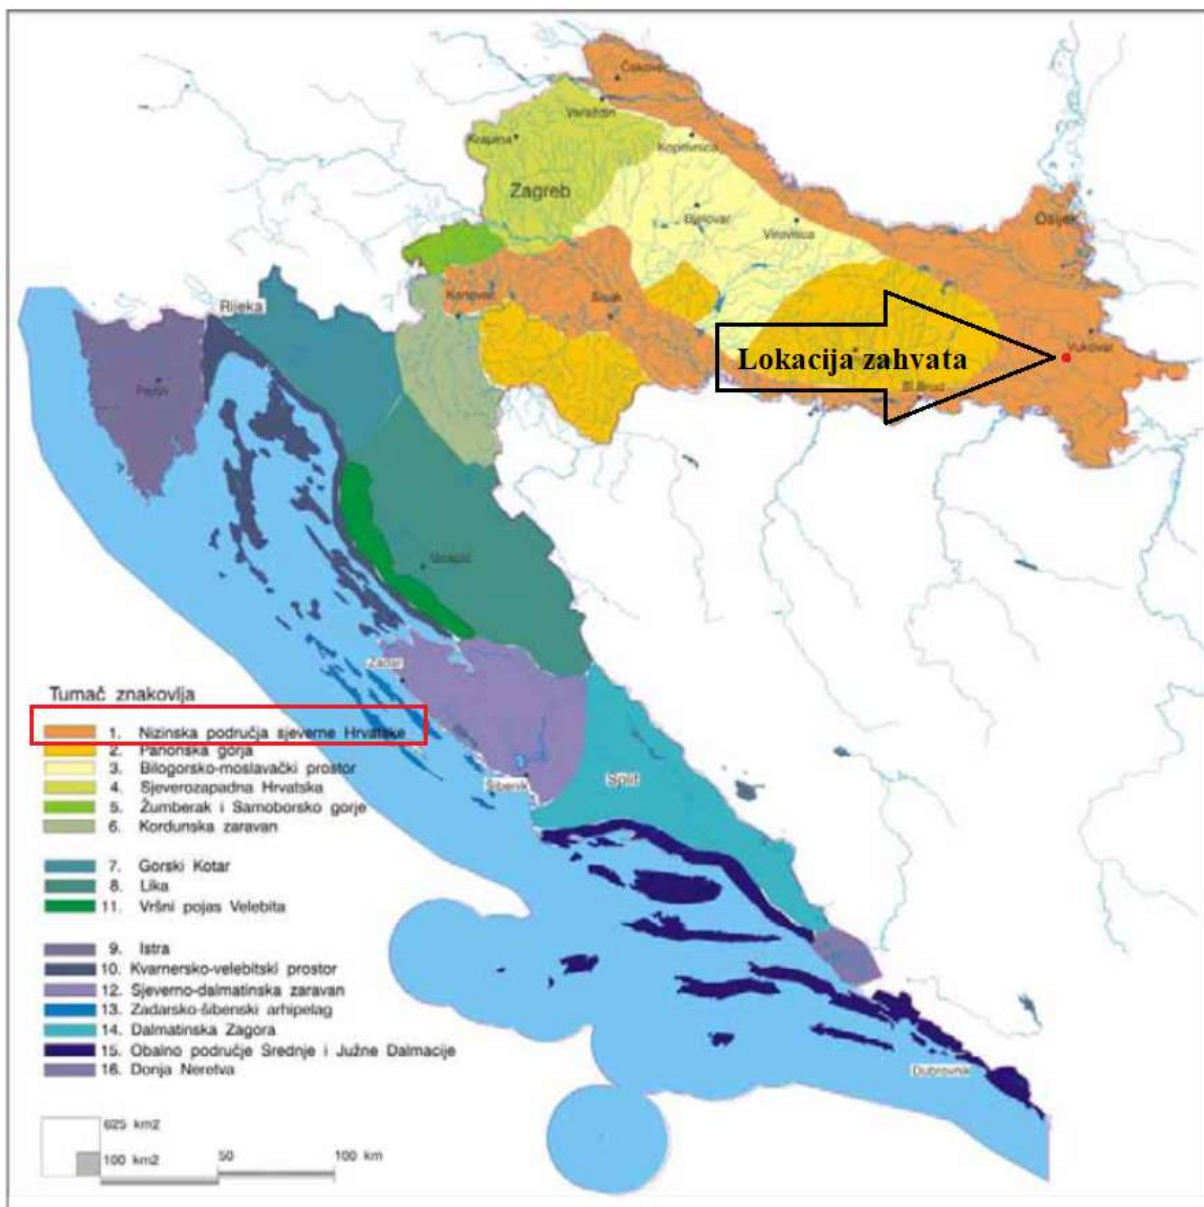 Čakovec
Varaždin
Krapina
Koprivnica
Zagreb
Bjelovar
Virovitica
Osijek
Karlovac
Sisak
Rijeka
Vukovar
Lokacija zahvata
Sl.Brod
Pazin
Gospić
Zadar
Šibenik
Split
Dubrovnik
Tumač znakovlja
1. Nizinska područja sjeverne Hrvatske
2. Panonska gorja
3. Bilogorsko-moslavački prostor
4. Sjeverozapadna Hrvatska
5. Žumberak i Samoborsko gorje
6. Kordunska zaravan
7. Gorski Kotar
8. Lika
11. Vršni pojas Velebita
9. Istra
10. Kvarnersko-velebitski prostor
12. Sjeverno-dalmatinska zaravan
13. Zadarsko-šibenski arhipelag
14. Dalmatinska Zagora
15. Obalno područje Srednje i Južne Dalmacije
16. Donja Neretva
625 km2
100 km2
50
100 km